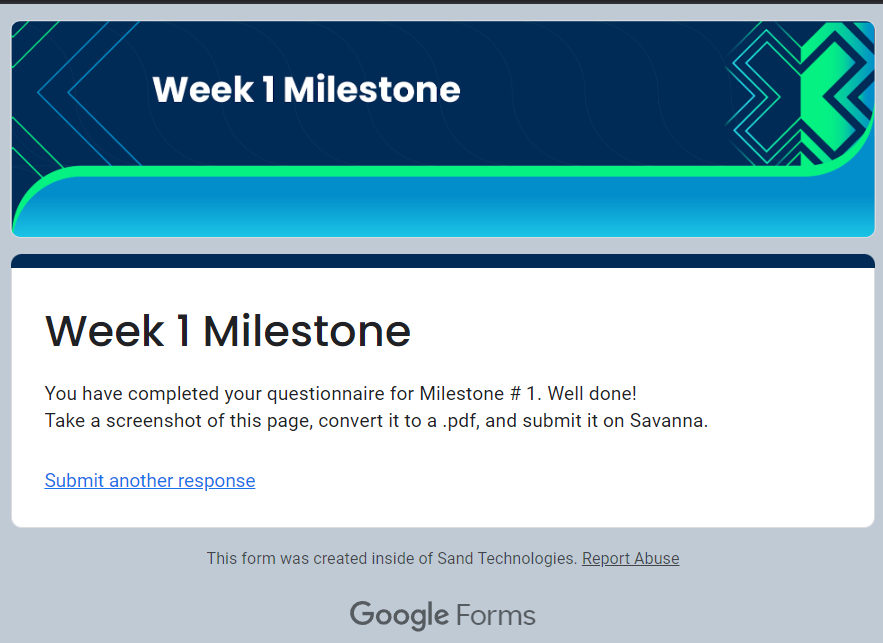 Week 1 Milestone
Week 1 Milestone
You have completed your questionnaire for Milestone # 1. Well done!
Take a screenshot of this page, convert it to a .pdf, and submit it on Savanna.
Submit another response
This form was created inside of Sand Technologies. Report Abuse
Google Forms